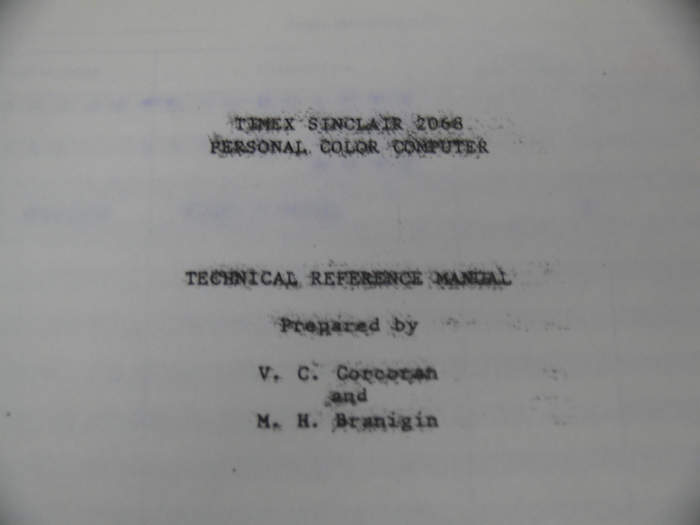 TIMEX SINCLAIR 2068
PERSONAL COLOR COMPUTER
TECHNICAL REFERENCE MANUAL
Prepared by
V. C. Corcoran
and
M. H. Branigin